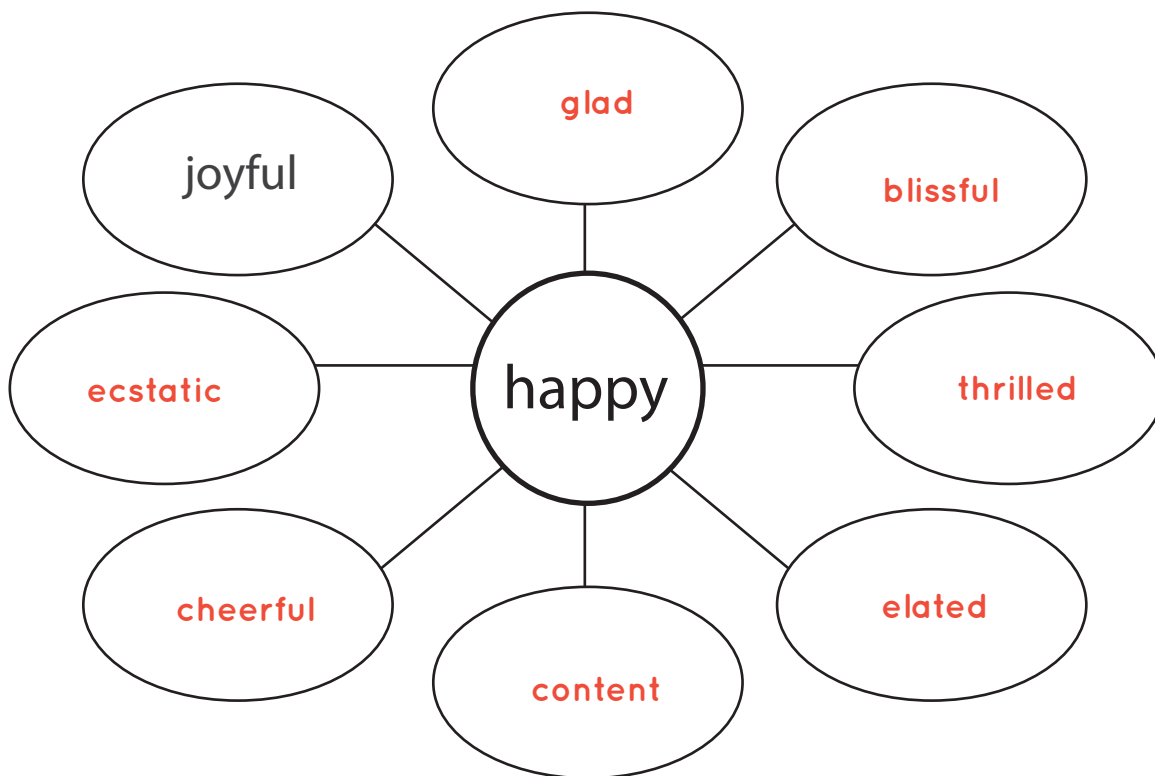 glad
joyful
blissful
ecstatic
happy
thrilled
cheerful
elated
content